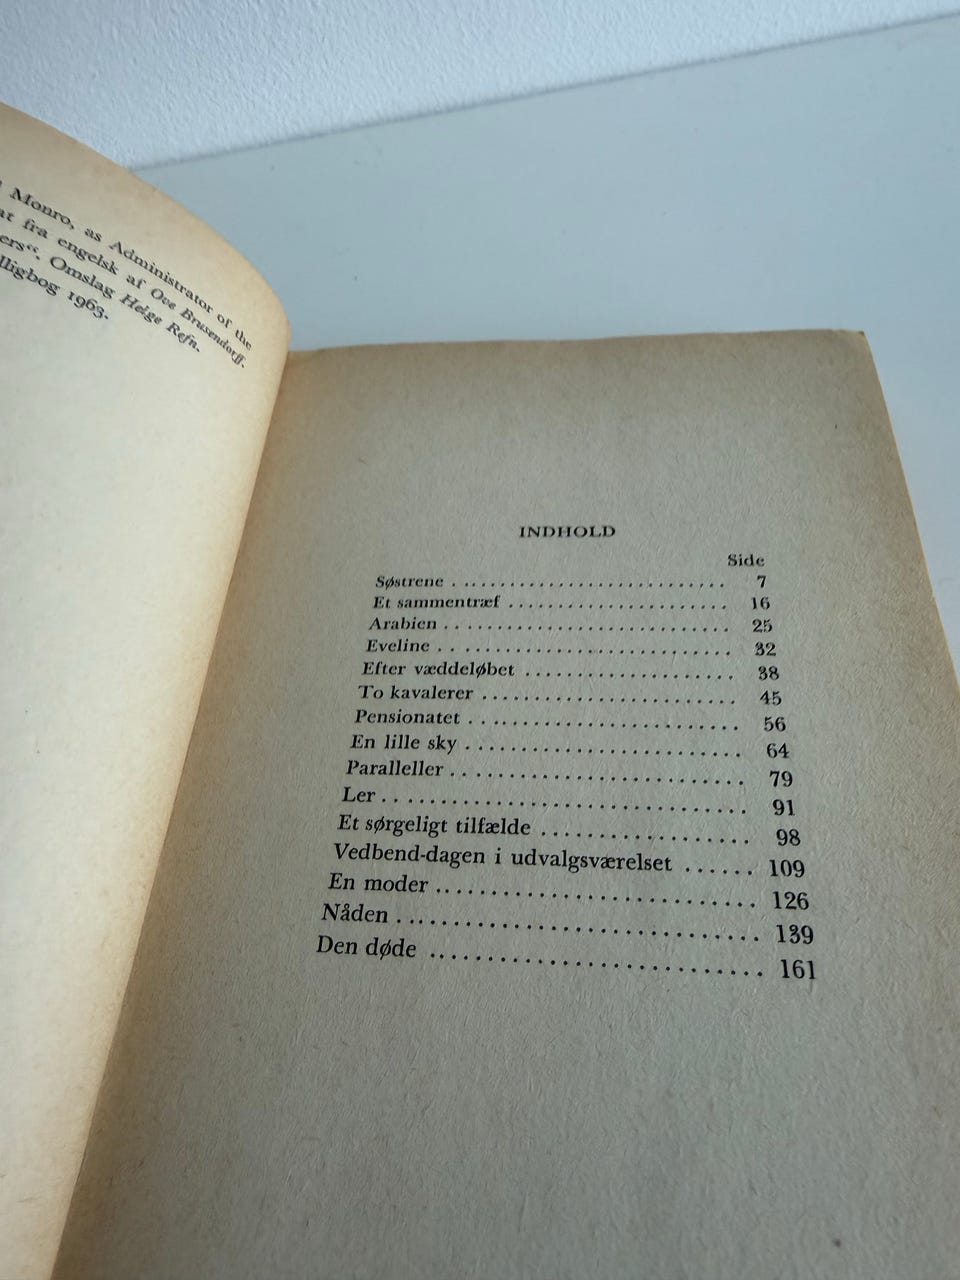 Monro, as Administrator of the
at fra engelsk af Ove Brusendorff.
ers“. Omslag Helge Refn.
lligbog 1963.
INDHOLD
Side
Søstrene . . . . . . . . . . . . . . . . . . . . . . . . . . . 7
Et sammentræf . . . . . . . . . . . . . . . . . . . . . . 16
Arabien . . . . . . . . . . . . . . . . . . . . . . . . . . . . 25
Eveline . . . . . . . . . . . . . . . . . . . . . . . . . . . . 32
Efter væddeløbet . . . . . . . . . . . . . . . . . . . . 38
To kavalerer . . . . . . . . . . . . . . . . . . . . . . . . 45
Pensionatet . . . . . . . . . . . . . . . . . . . . . . . . . 56
En lille sky . . . . . . . . . . . . . . . . . . . . . . . . . 64
Paralleller . . . . . . . . . . . . . . . . . . . . . . . . . . 79
Ler . . . . . . . . . . . . . . . . . . . . . . . . . . . . . . . 91
Et sørgeligt tilfælde . . . . . . . . . . . . . . . . . . 98
Vedbend-dagen i udvalgsværelset . . . . . . 109
En moder . . . . . . . . . . . . . . . . . . . . . . . . . . 126
Nåden . . . . . . . . . . . . . . . . . . . . . . . . . . . . . 139
Den døde . . . . . . . . . . . . . . . . . . . . . . . . . . 161